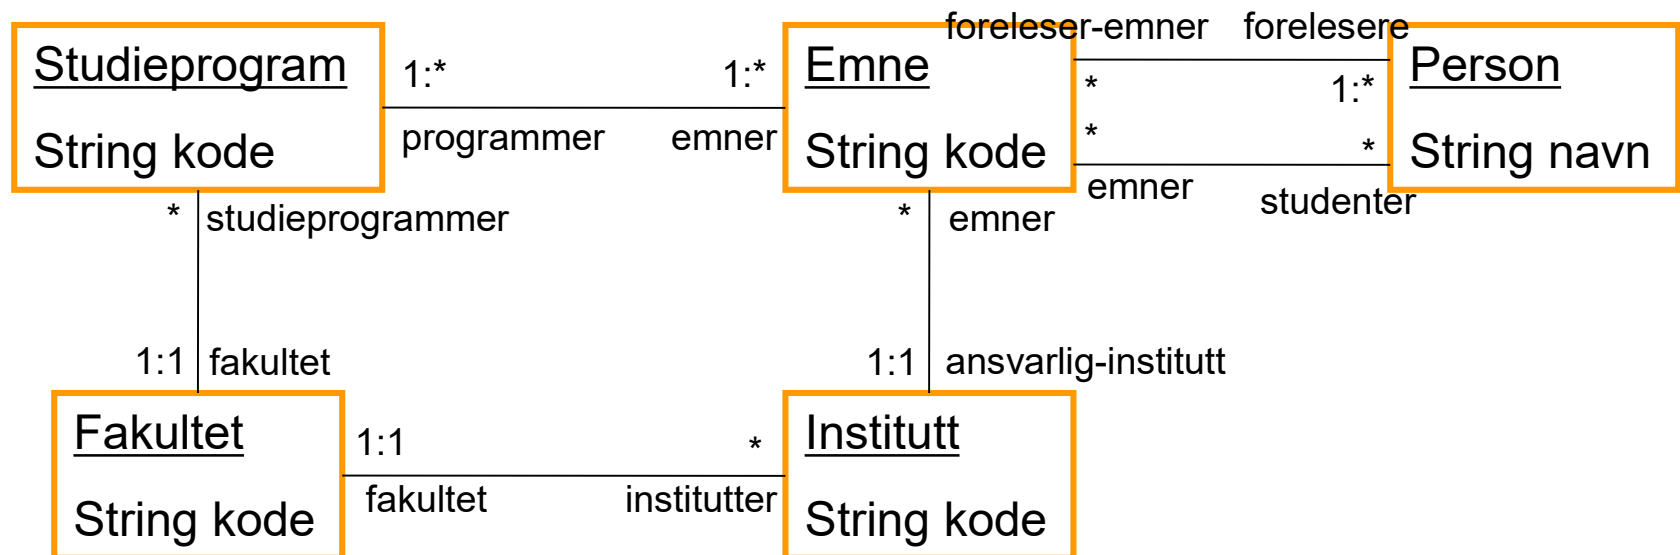 foreleser-emner forelesere
Studieprogram 1:* 1:* Emne * 1:* Person
programmer emner
String kode String kode * * String navn
emner studenter
* studieprogrammer * emner
1:1 fakultet 1:1 ansvarlig-institutt
Fakultet 1:1 * Institutt
fakultet institutter
String kode String kode